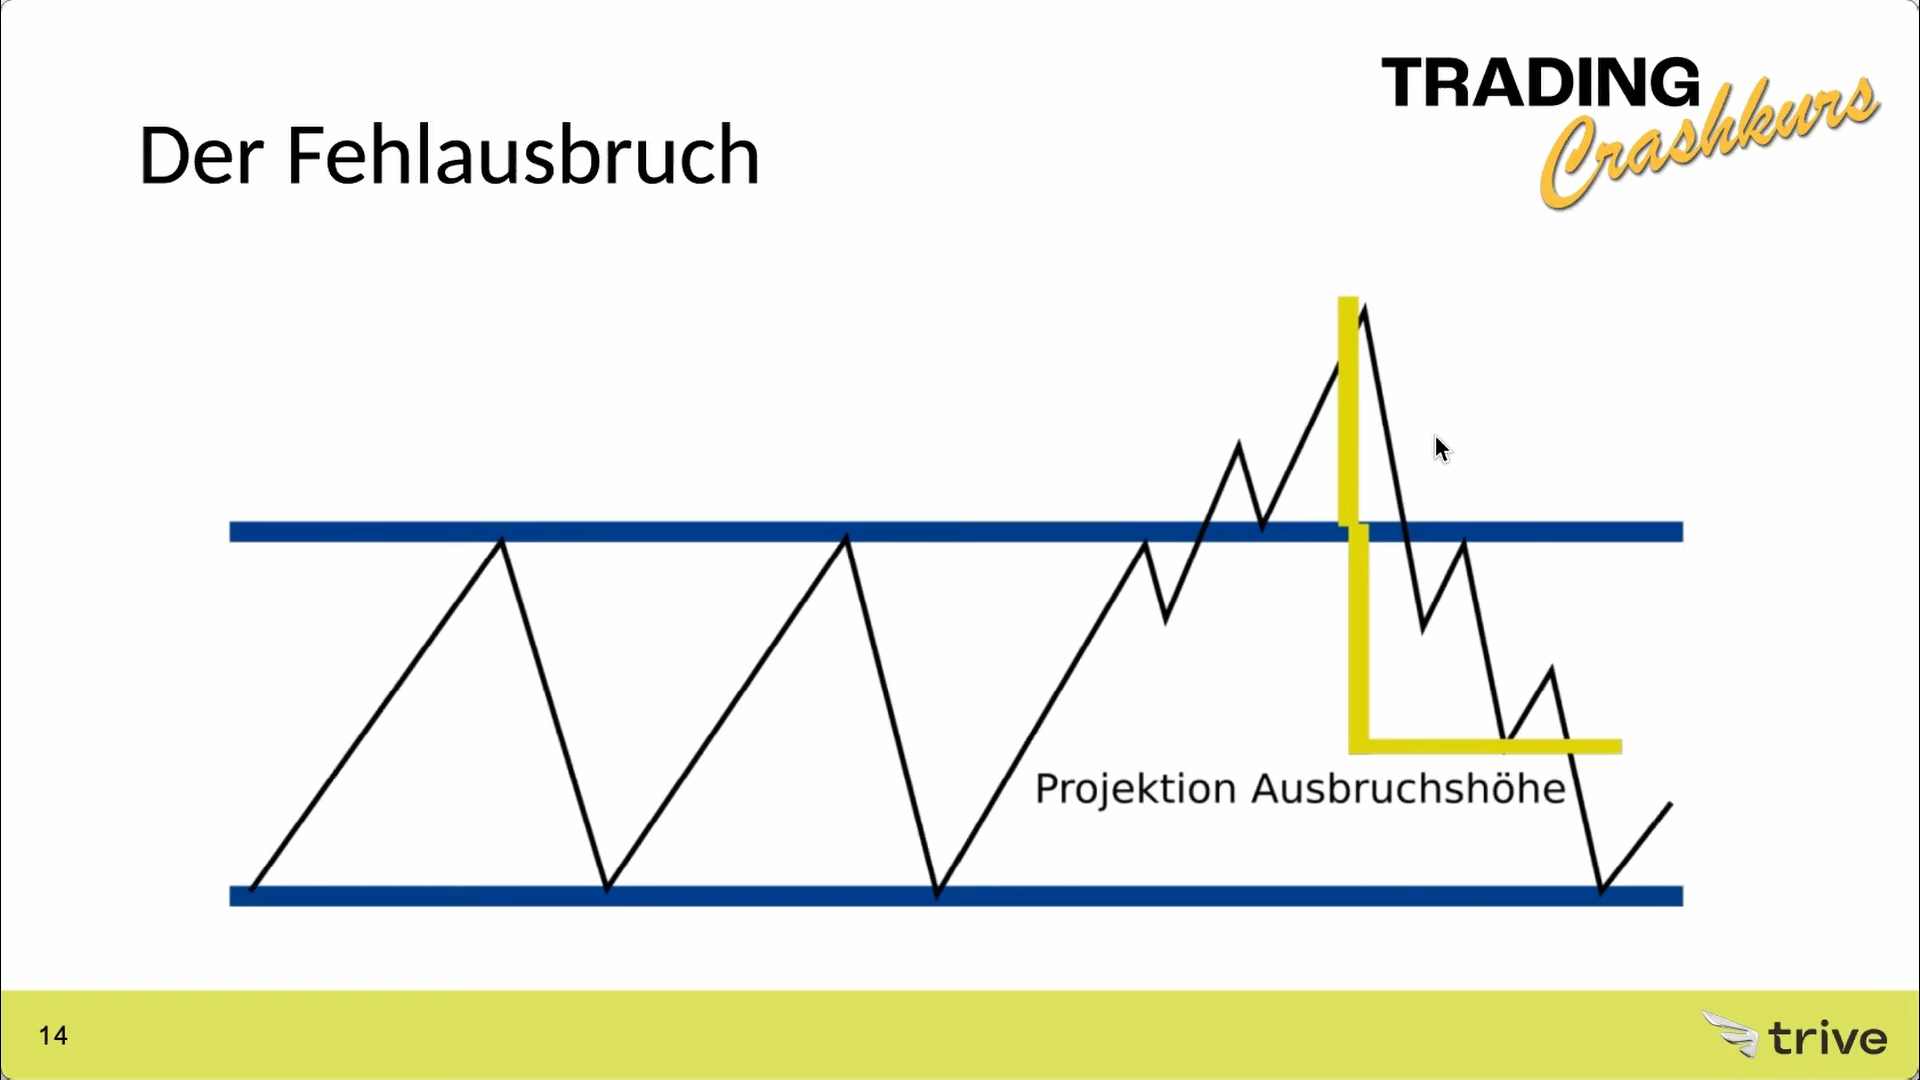 TRADING
Crashkurs
Der Fehlausbruch
Projektion Ausbruchshöhe
14
trive